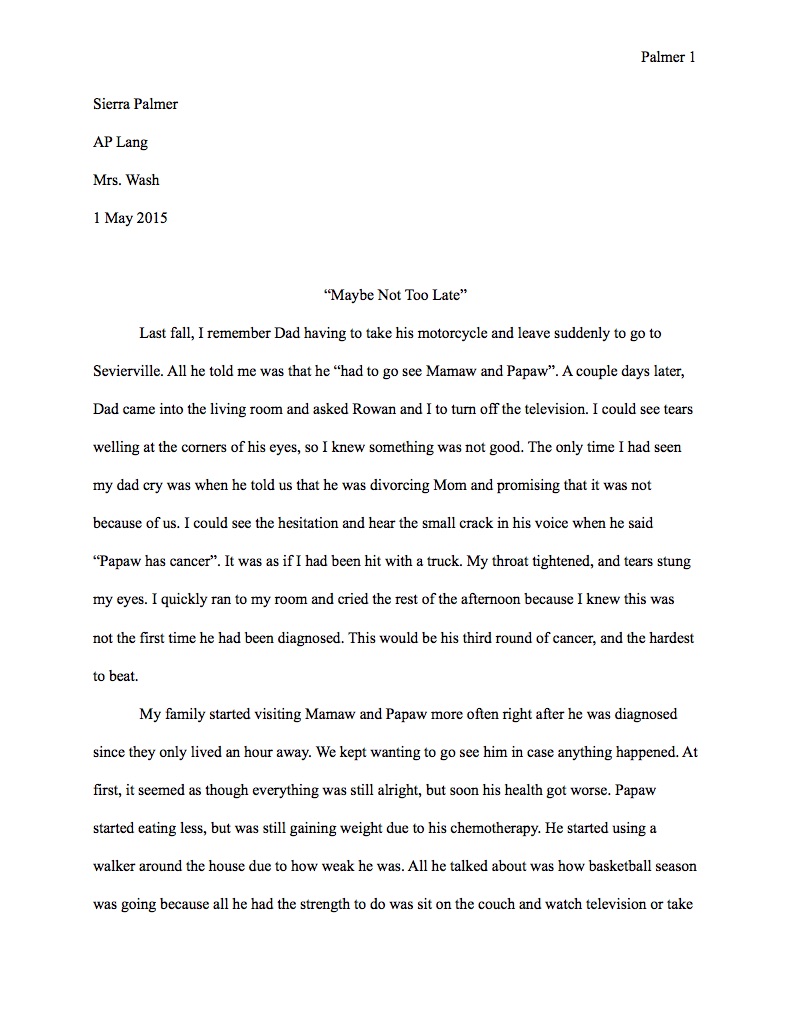 Palmer 1
Sierra Palmer
AP Lang
Mrs. Wash
1 May 2015
“Maybe Not Too Late”
Last fall, I remember Dad having to take his motorcycle and leave suddenly to go to
Sevierville. All he told me was that he “had to go see Mamaw and Papaw”. A couple days later,
Dad came into the living room and asked Rowan and I to turn off the television. I could see tears
welling at the corners of his eyes, so I knew something was not good. The only time I had seen
my dad cry was when he told us that he was divorcing Mom and promising that it was not
because of us. I could see the hesitation and hear the small crack in his voice when he said
“Papaw has cancer”. It was as if I had been hit with a truck. My throat tightened, and tears stung
my eyes. I quickly ran to my room and cried the rest of the afternoon because I knew this was
not the first time he had been diagnosed. This would be his third round of cancer, and the hardest
to beat.
My family started visiting Mamaw and Papaw more often right after he was diagnosed
since they only lived an hour away. We kept wanting to go see him in case anything happened. At
first, it seemed as though everything was still alright, but soon his health got worse. Papaw
started eating less, but was still gaining weight due to his chemotherapy. He started using a
walker around the house due to how weak he was. All he talked about was how basketball season
was going because all he had the strength to do was sit on the couch and watch television or take